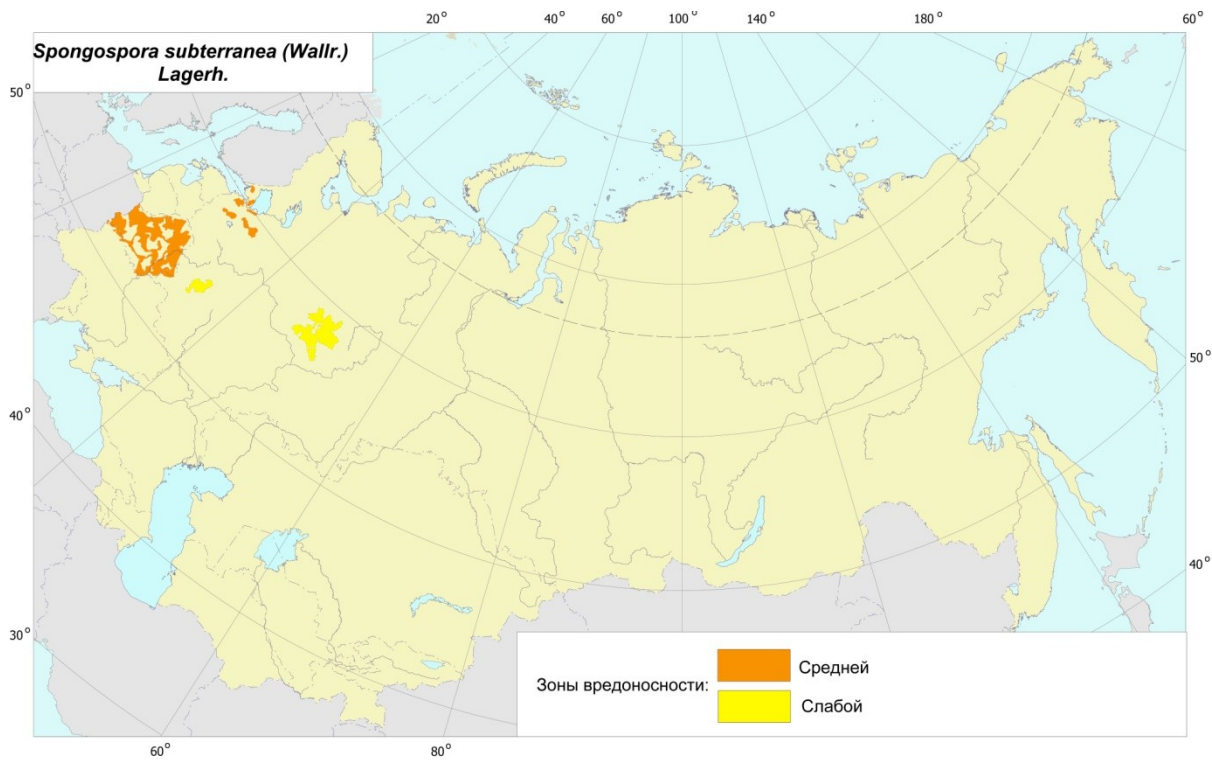 20° 40° 60° 100° 140° 180° 60°
Spongospora subterranea (Wallr.)
Lagerh.
50°
50°
40°
40°
30°
Зоны вредоносности:
Средней
Слабой
60° 80°